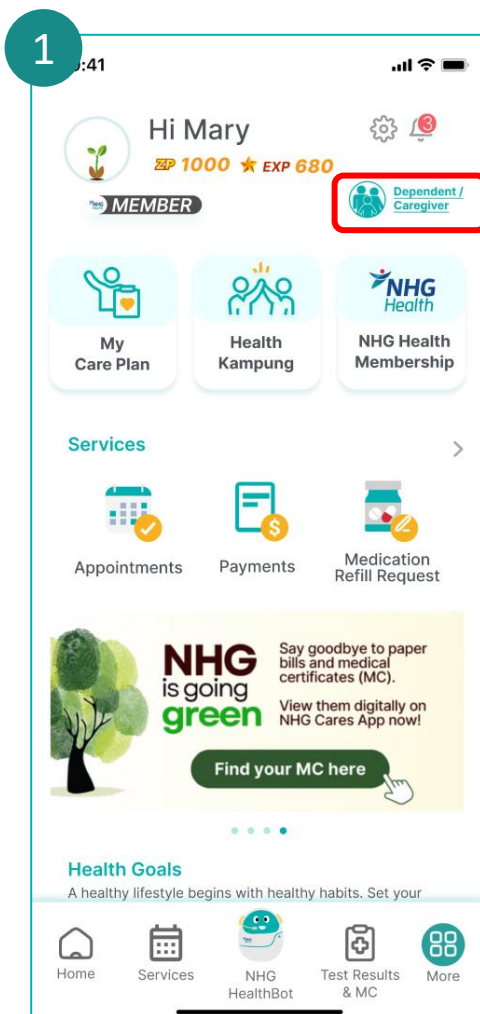 1
:41
Hi Mary
3
ZP 1000 EXP 680
Dependent /
Caregiver
MEMBER
My
Care Plan
Health
Kampung
NHG
Health
NHG Health
Membership
Services
Appointments
Payments
Medication
Refill Request
NHG
is going
green
Say goodbye to paper
bills and medical
certificates (MC).
View them digitally on
NHG Cares App now!
Find your MC here
Health Goals
A healthy lifestyle begins with healthy habits. Set your
Home
Services
NHG
HealthBot
Test Results
& MC
More